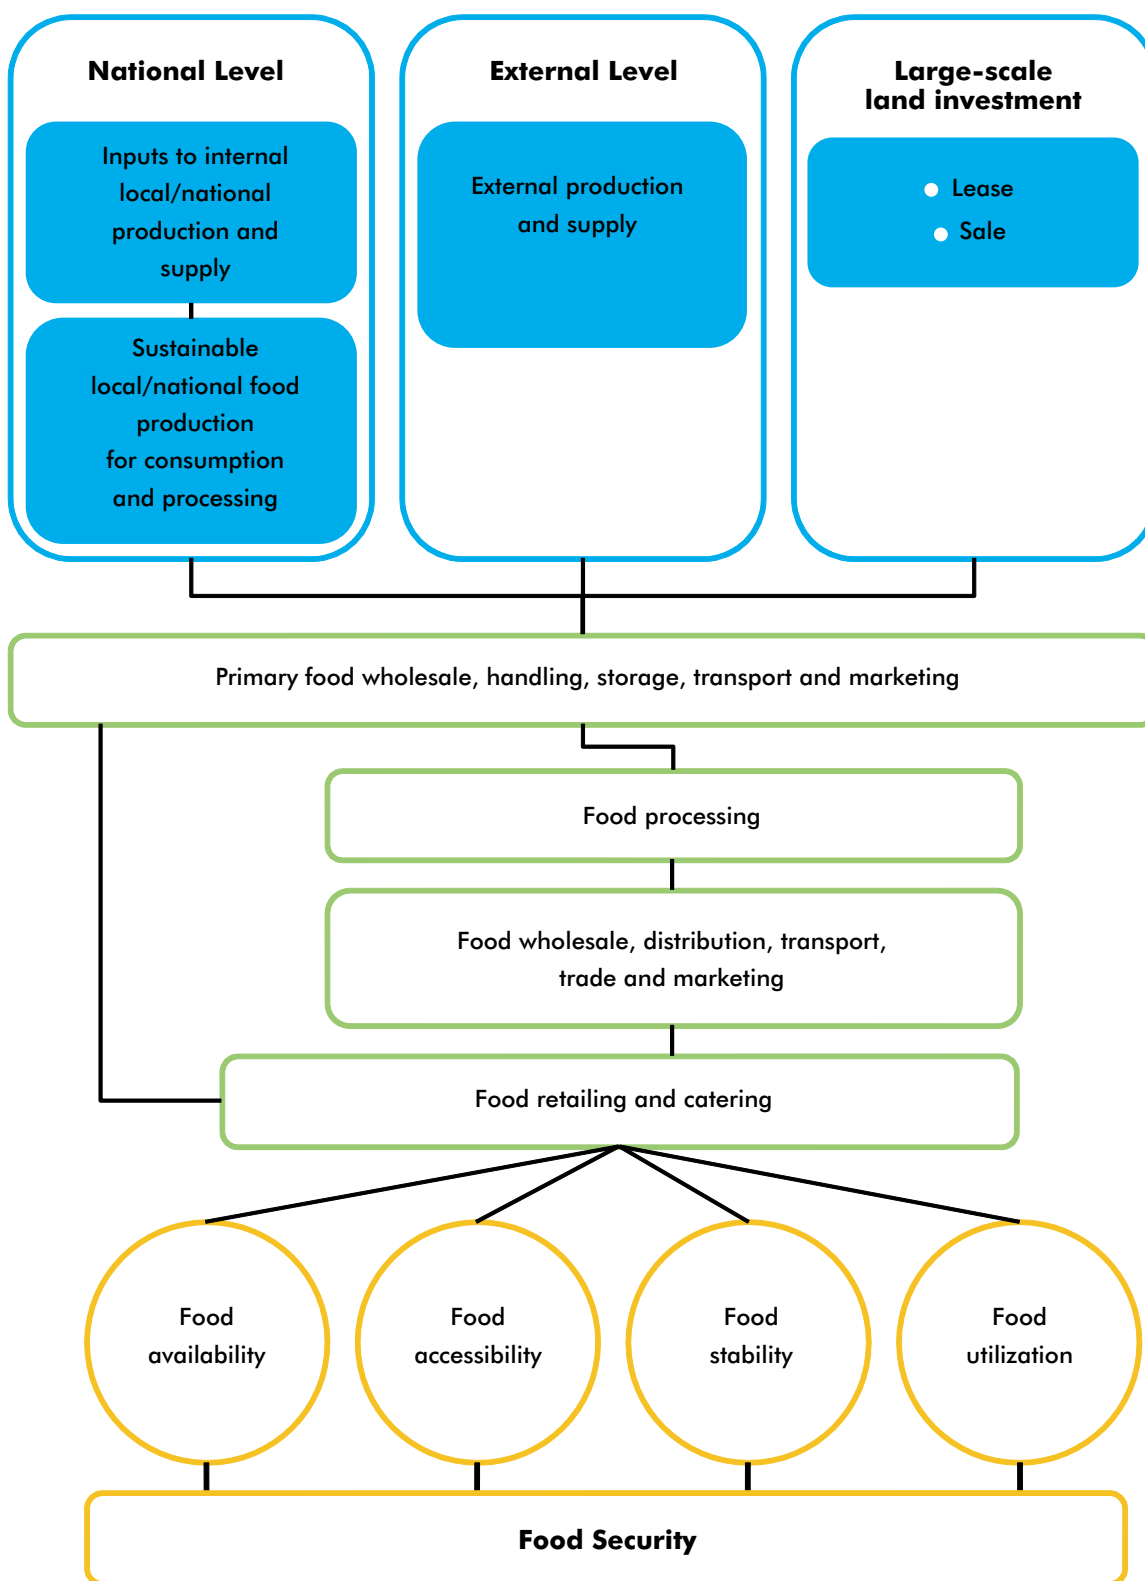 National Level
Inputs to internal
local/national
production and
supply
Sustainable
local/national food
production
for consumption
and processing
External Level
External production
and supply
Large-scale
land investment
Lease
Sale
Primary food wholesale, handling, storage, transport and marketing
Food processing
Food wholesale, distribution, transport,
trade and marketing
Food retailing and catering
Food
availability
Food
accessibility
Food
stability
Food
utilization
Food Security